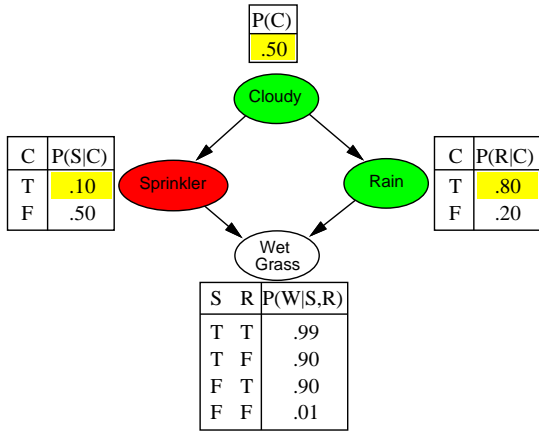 P(C)
.50
Cloudy
C P(S|C)
T .10
F .50
Sprinkler
Rain
C P(R|C)
T .80
F .20
Wet
Grass
S R P(W|S,R)
T T .99
T F .90
F T .90
F F .01